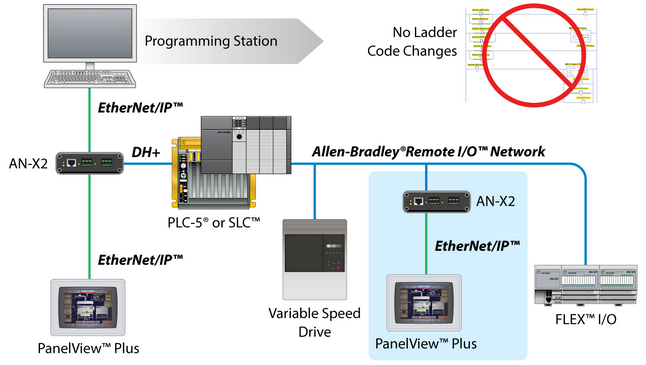 Programming Station
No Ladder
Code Changes
EtherNet/IP™
AN-X2
DH+
Allen-Bradley®Remote I/O™ Network
PLC-5® or SLC™
AN-X2
EtherNet/IP™
EtherNet/IP™
Variable Speed
Drive
FLEX™ I/O
PanelView™ Plus
PanelView™ Plus